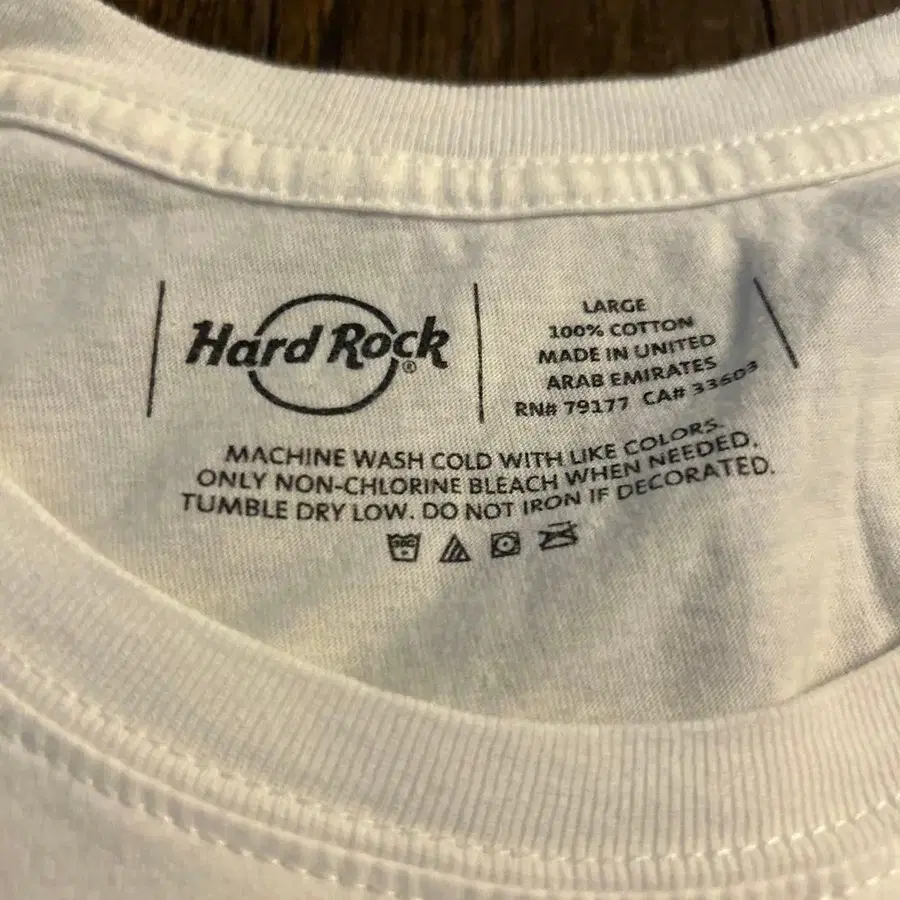 Hard Rock®
LARGE
100% COTTON
MADE IN UNITED
ARAB EMIRATES
RN# 79177 CA# 33603
MACHINE WASH COLD WITH LIKE COLORS.
ONLY NON-CHLORINE BLEACH WHEN NEEDED.
TUMBLE DRY LOW. DO NOT IRON IF DECORATED.